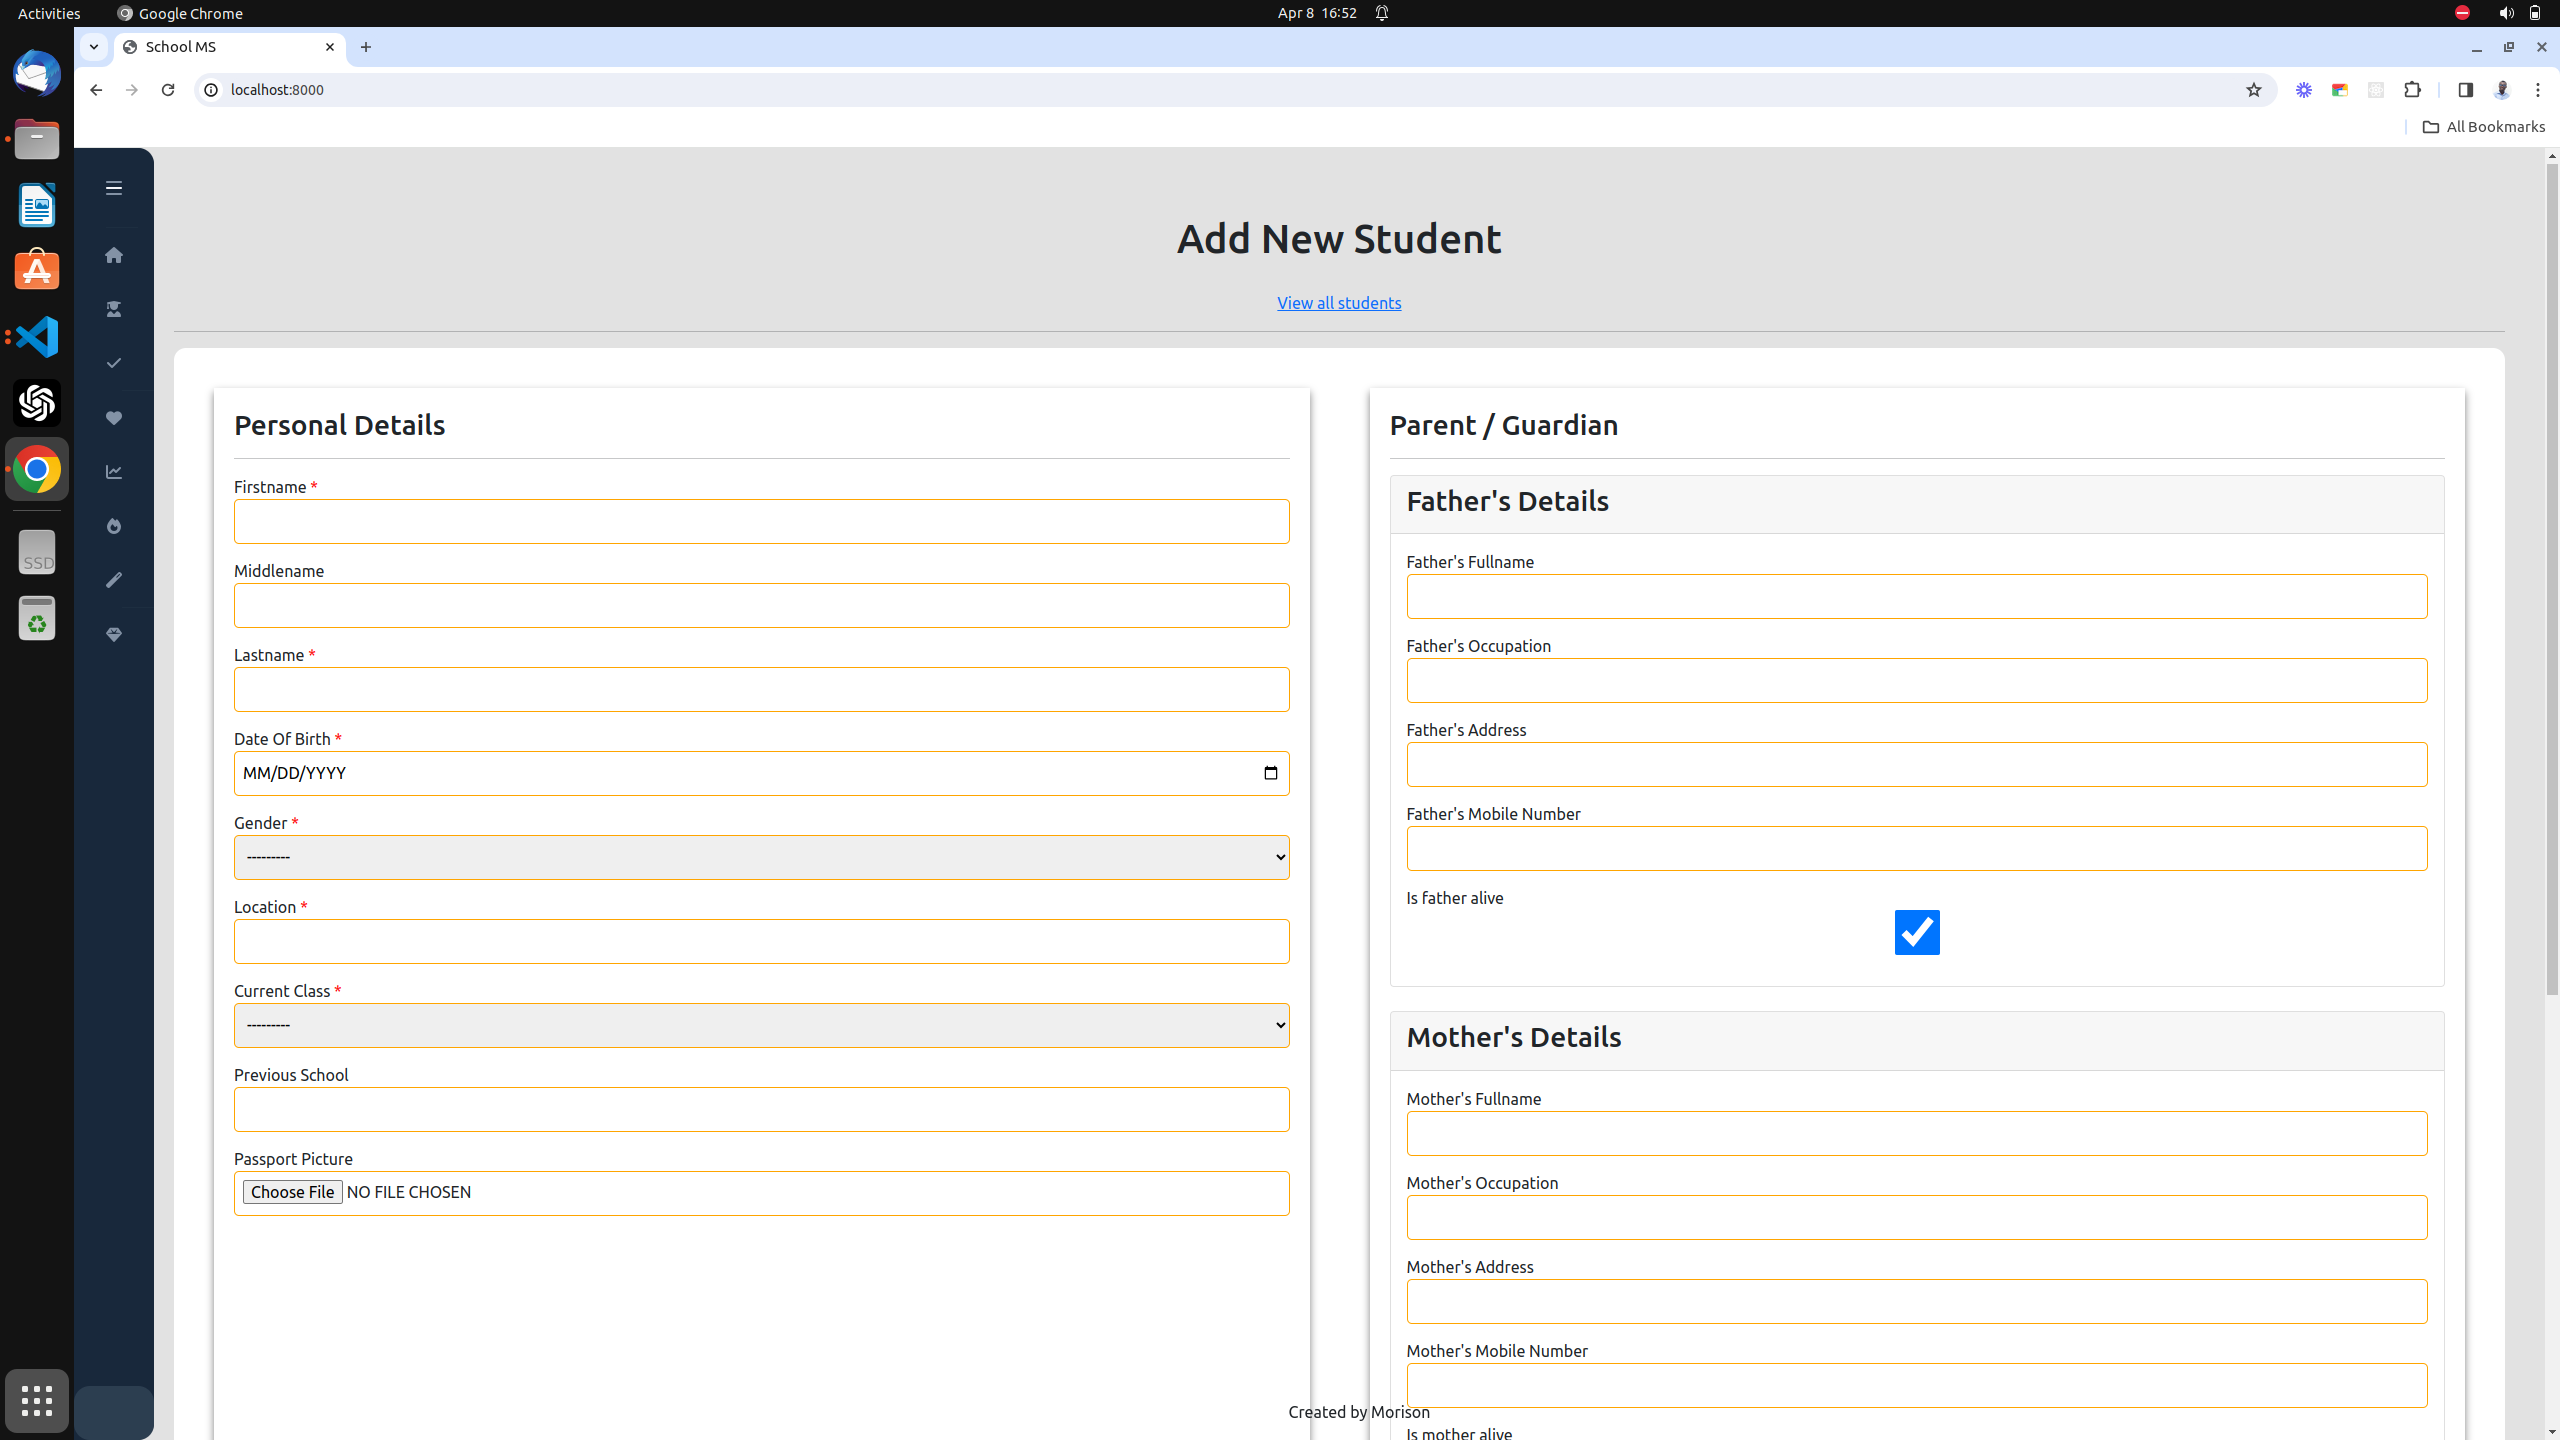 Activities Google Chrome Apr 8 16:52
School MS
localhost:8000
All Bookmarks
Add New Student
View all students
Personal Details
Firstname *
Middlename
Lastname *
Date Of Birth *
MM/DD/YYYY
Gender *
---------
Location *
Current Class *
---------
Previous School
Passport Picture
Choose File NO FILE CHOSEN
Parent / Guardian
Father's Details
Father's Fullname
Father's Occupation
Father's Address
Father's Mobile Number
Is father alive
Mother's Details
Mother's Fullname
Mother's Occupation
Mother's Address
Mother's Mobile Number
Is mother alive
Created by Morison
SSD